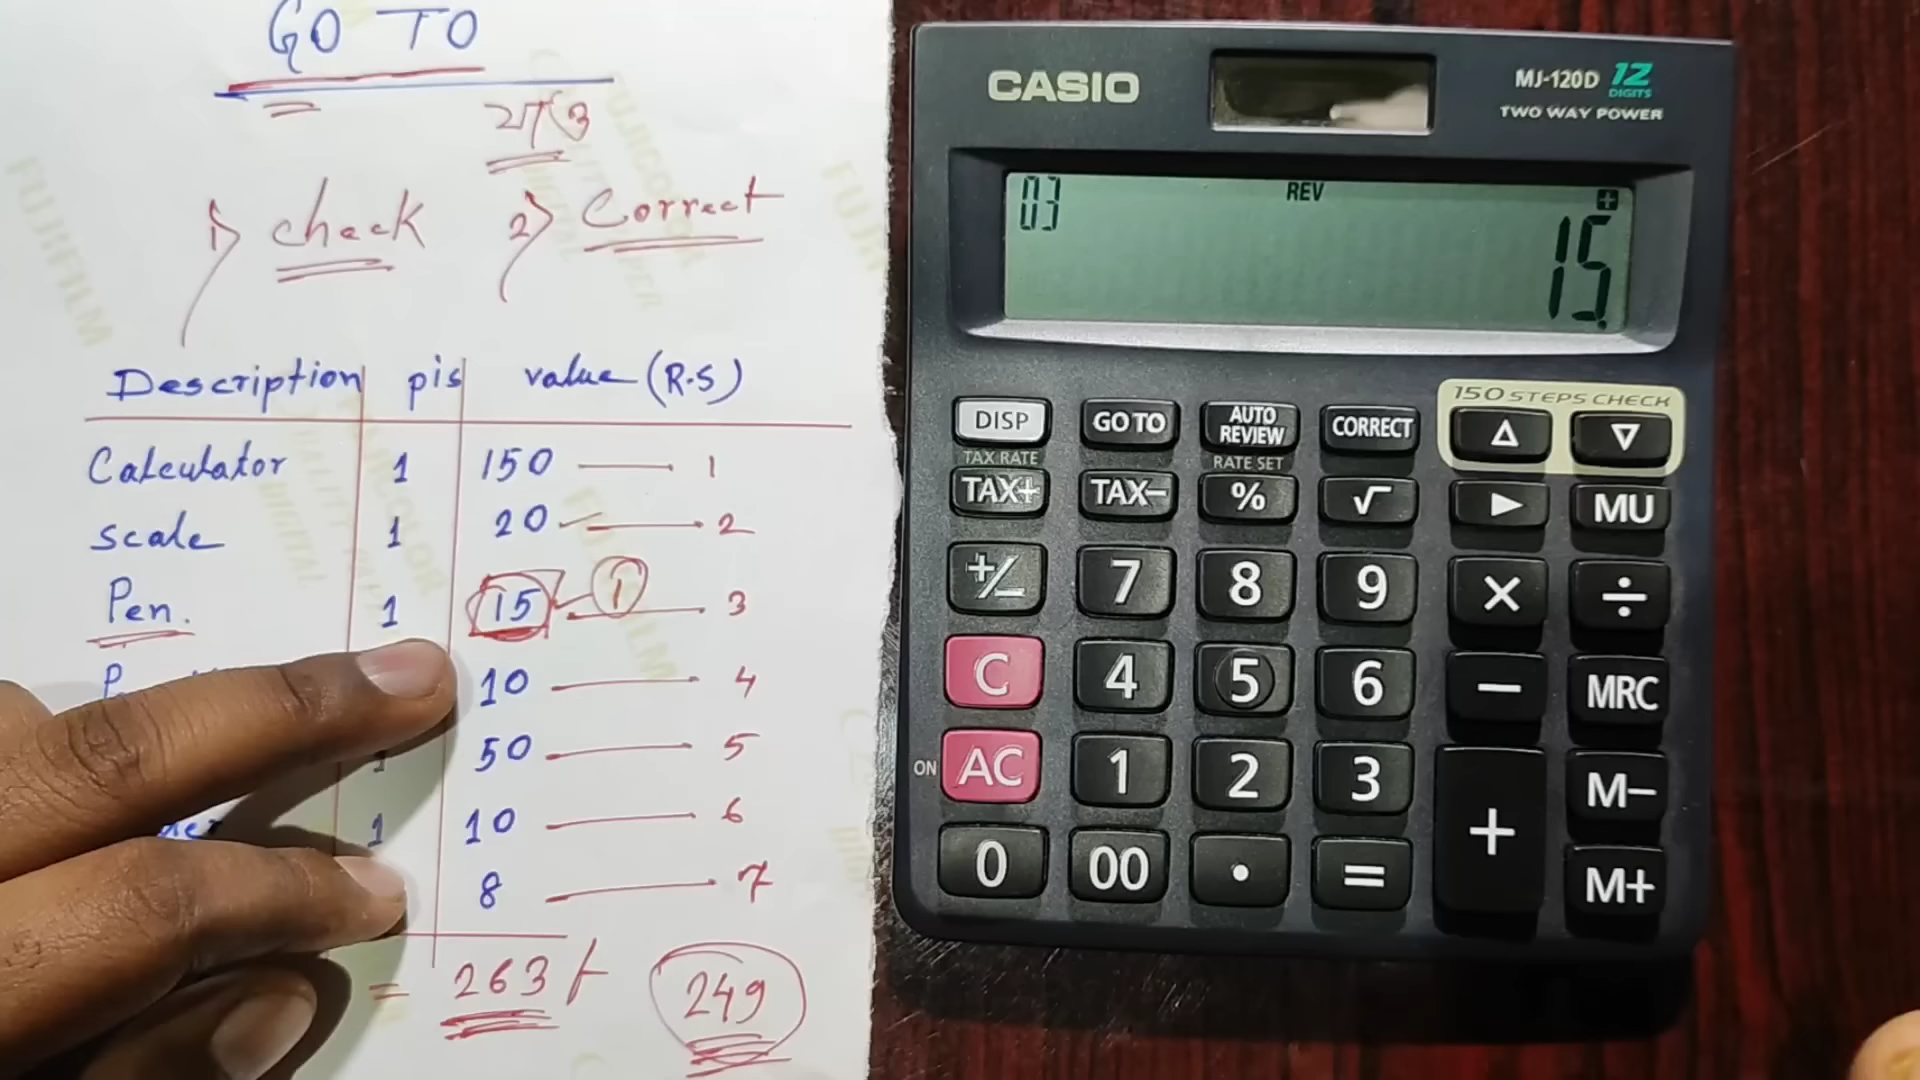 GO TO
যাও
1) check 2) Correct
Description pis value (R.S)
Calculator 1 150 — 1
scale 1 20 — 2
Pen. 1 15 1 — 3
10 — 4
50 — 5
1 10 — 6
8 — 7
= 263 249
CASIO
MJ-120D 12 DIGITS
TWO WAY POWER
03 REV +
15.
150 STEPS CHECK
DISP GO TO AUTO REVIEW CORRECT △ ▽
TAX RATE RATE SET
TAX+ TAX− % √ ▶ MU
+/− 7 8 9 × ÷
C 4 5 6 − MRC
ON AC 1 2 3 + M−
0 00 • = M+
FUJIFILM
FUJIFILM